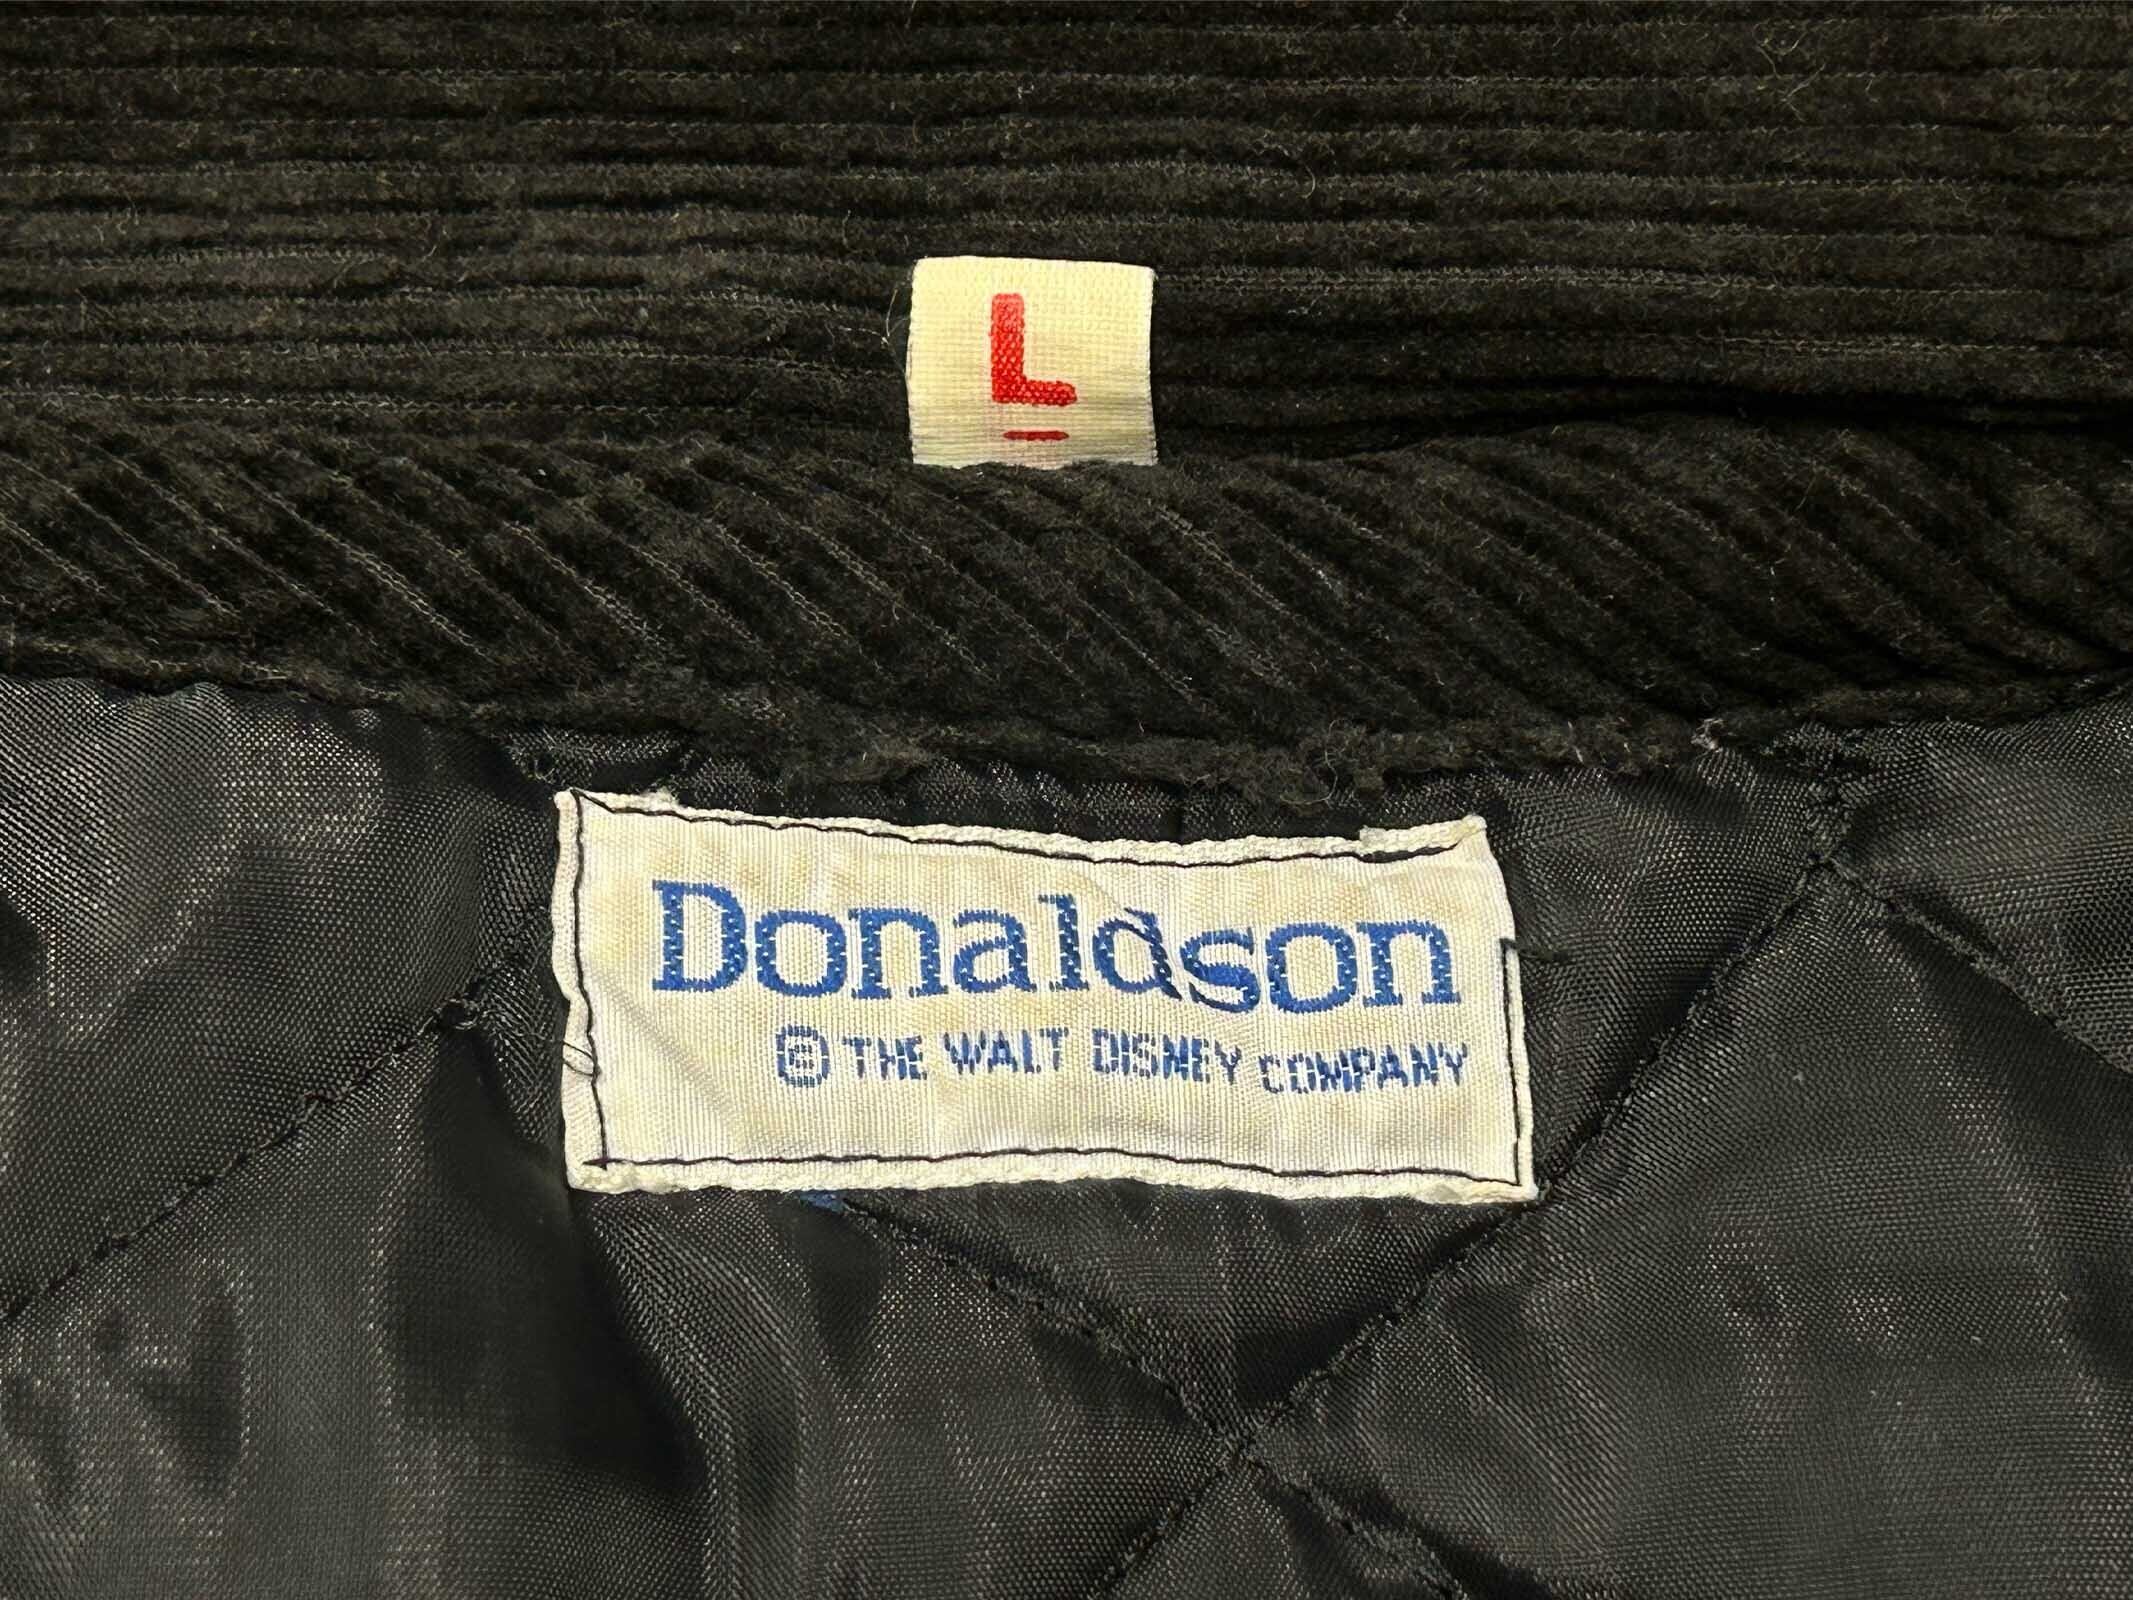 L
Donaldson
© THE WALT DISNEY COMPANY